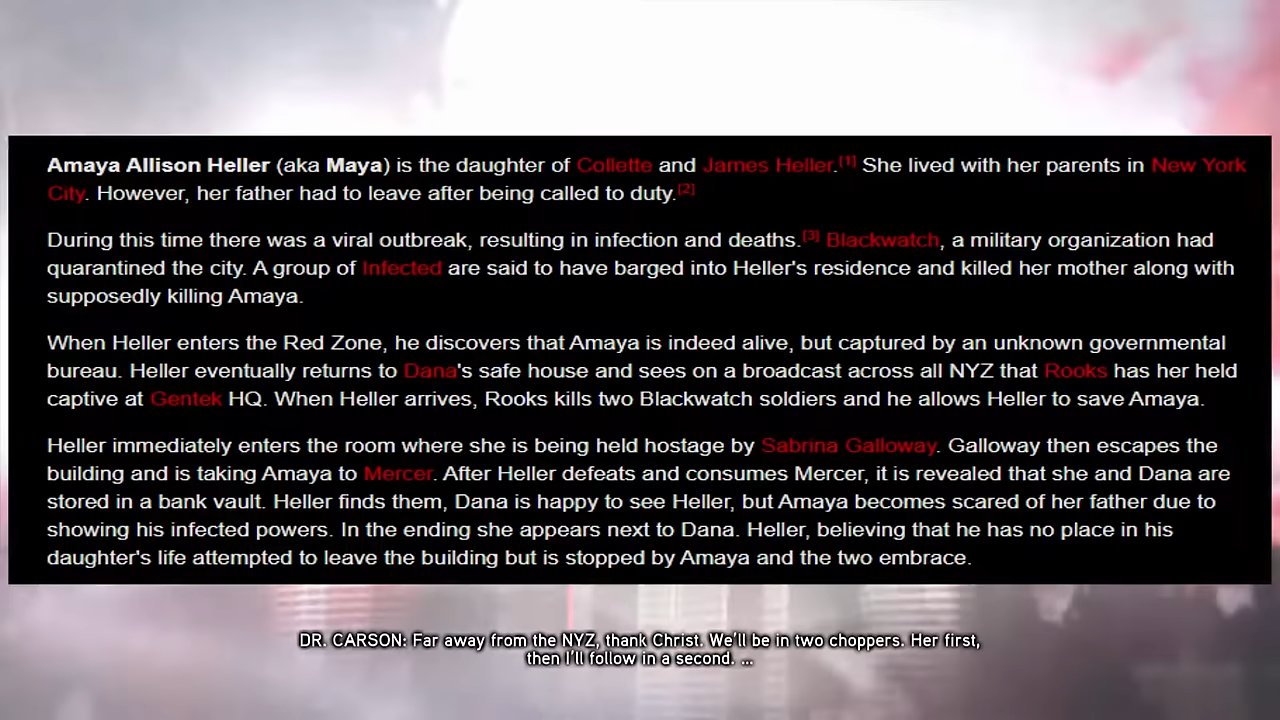 Amaya Allison Heller (aka Maya) is the daughter of Collette and James Heller.[1] She lived with her parents in New York
City. However, her father had to leave after being called to duty.[2]
During this time there was a viral outbreak, resulting in infection and deaths.[3] Blackwatch, a military organization had
quarantined the city. A group of Infected are said to have barged into Heller's residence and killed her mother along with
supposedly killing Amaya.
When Heller enters the Red Zone, he discovers that Amaya is indeed alive, but captured by an unknown governmental
bureau. Heller eventually returns to Dana's safe house and sees on a broadcast across all NYZ that Rooks has her held
captive at Gentek HQ. When Heller arrives, Rooks kills two Blackwatch soldiers and he allows Heller to save Amaya.
Heller immediately enters the room where she is being held hostage by Sabrina Galloway. Galloway then escapes the
building and is taking Amaya to Mercer. After Heller defeats and consumes Mercer, it is revealed that she and Dana are
stored in a bank vault. Heller finds them, Dana is happy to see Heller, but Amaya becomes scared of her father due to
showing his infected powers. In the ending she appears next to Dana. Heller, believing that he has no place in his
daughter's life attempted to leave the building but is stopped by Amaya and the two embrace.
DR. CARSON: Far away from the NYZ, thank Christ. We'll be in two choppers. Her first,
then I'll follow in a second. ...